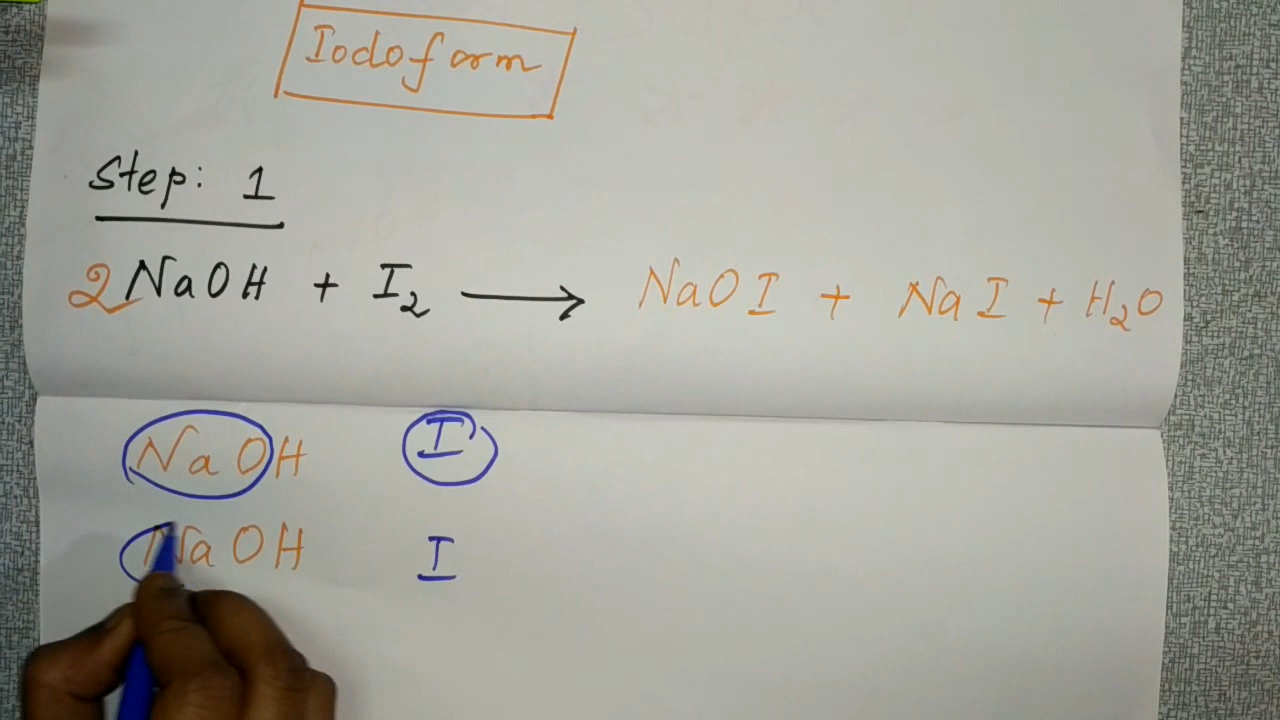 Iodoform
Step: 1
2NaOH + I₂ ⟶ NaOI + NaI + H₂O
NaOH I
NaOH I